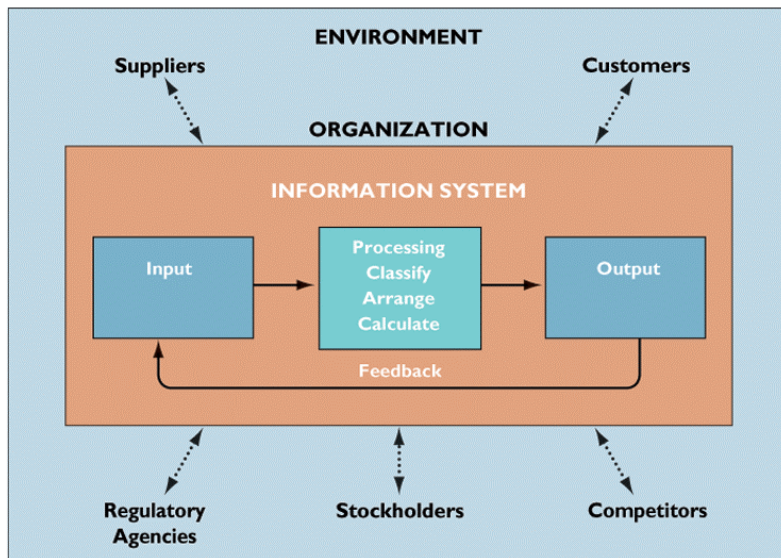 ENVIRONMENT
Suppliers
Customers
ORGANIZATION
INFORMATION SYSTEM
Input
Processing
Classify
Arrange
Calculate
Output
Feedback
Regulatory
Agencies
Stockholders
Competitors